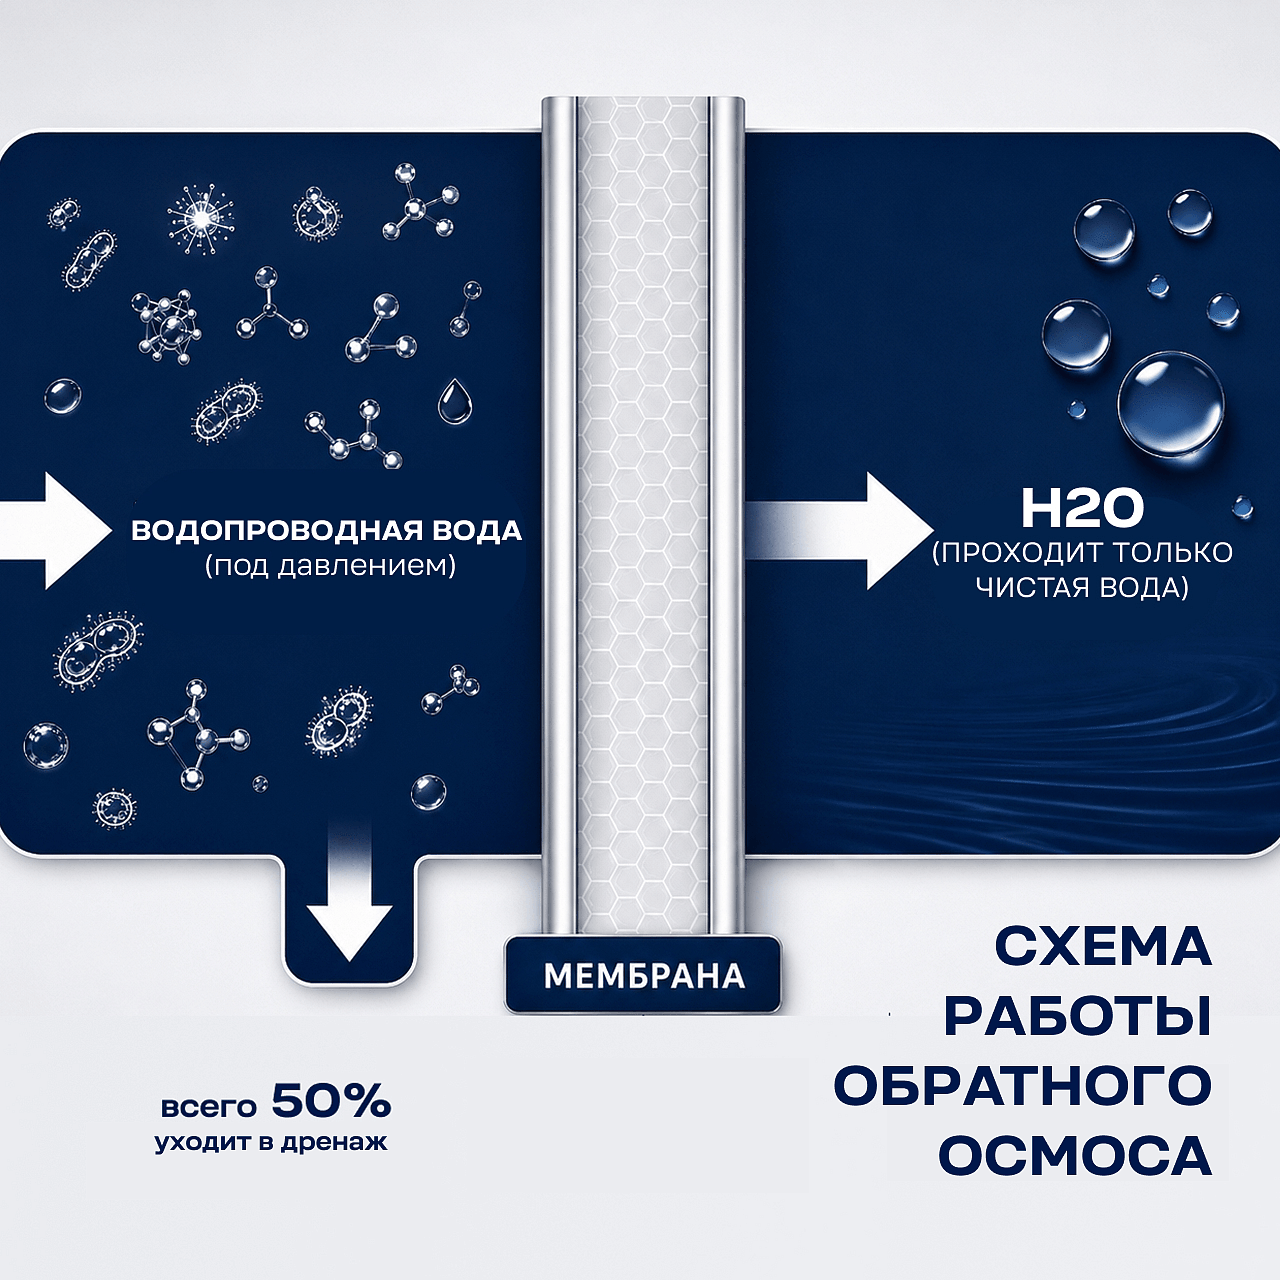 ВОДОПРОВОДНАЯ ВОДА
(под давлением)
H2O
(ПРОХОДИТ ТОЛЬКО
ЧИСТАЯ ВОДА)
МЕМБРАНА
СХЕМА
РАБОТЫ
ОБРАТНОГО
ОСМОСА
всего 50%
уходит в дренаж